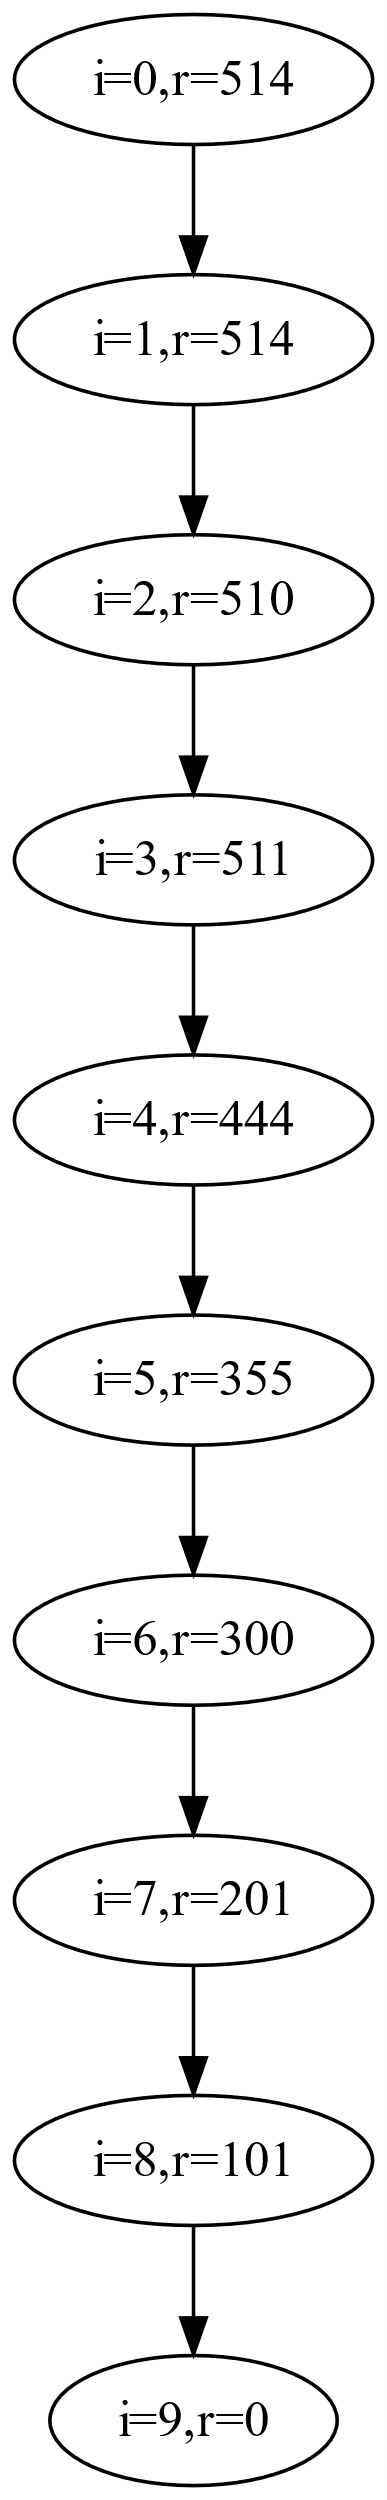 i=0,r=514
i=1,r=514
i=2,r=510
i=3,r=511
i=4,r=444
i=5,r=355
i=6,r=300
i=7,r=201
i=8,r=101
i=9,r=0